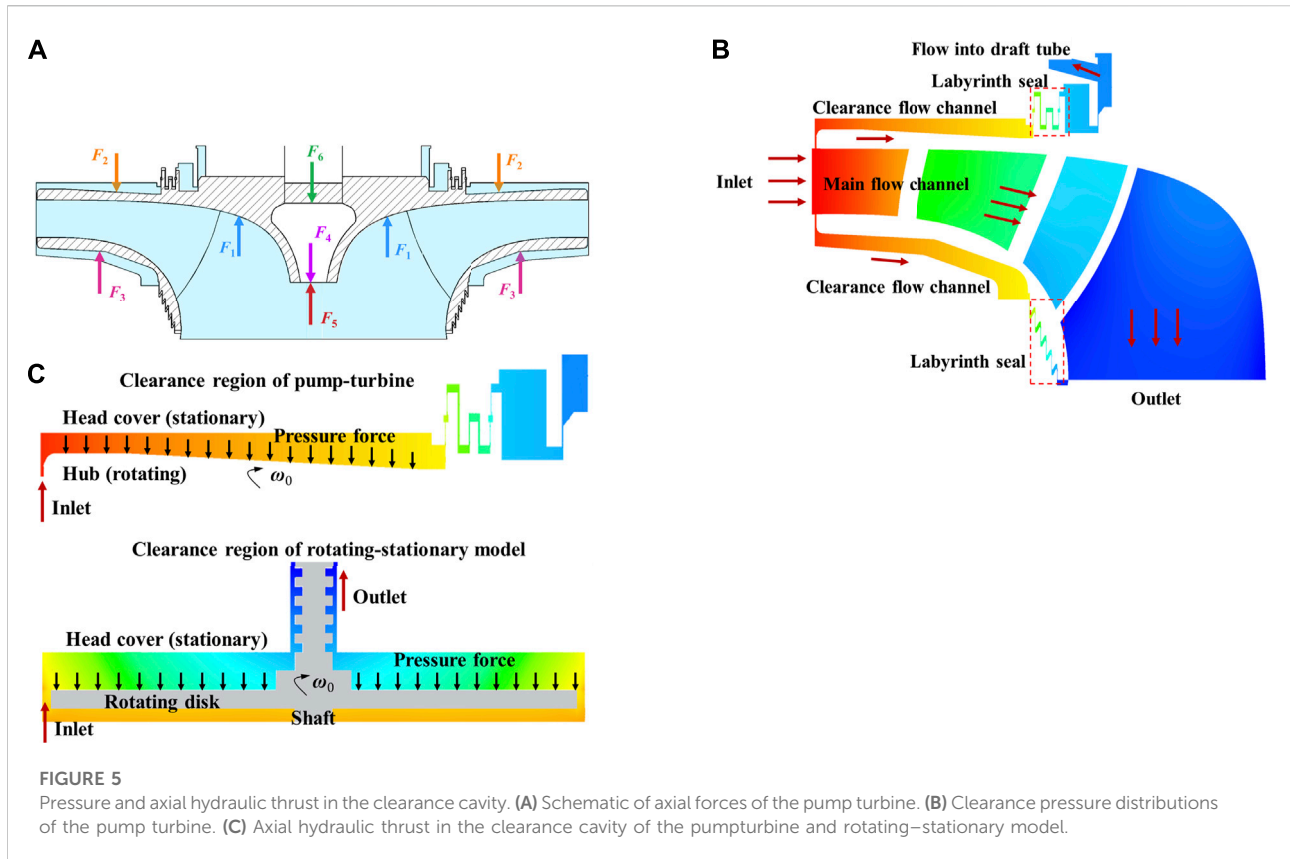 A
F2
F6
F2
F4
F1
F1
F3
F3
F5
B
Flow into draft tube
Labyrinth seal
Clearance flow channel
Inlet
Main flow channel
Clearance flow channel
Labyrinth seal
Outlet
C
Clearance region of pump-turbine
Head cover (stationary)
Pressure force
Hub (rotating)
ω0
Inlet
Clearance region of rotating-stationary model
Outlet
Head cover (stationary)
Pressure force
ω0
Rotating disk
Shaft
Inlet
FIGURE 5
Pressure and axial hydraulic thrust in the clearance cavity. (A) Schematic of axial forces of the pump turbine. (B) Clearance pressure distributions
of the pump turbine. (C) Axial hydraulic thrust in the clearance cavity of the pumpturbine and rotating–stationary model.